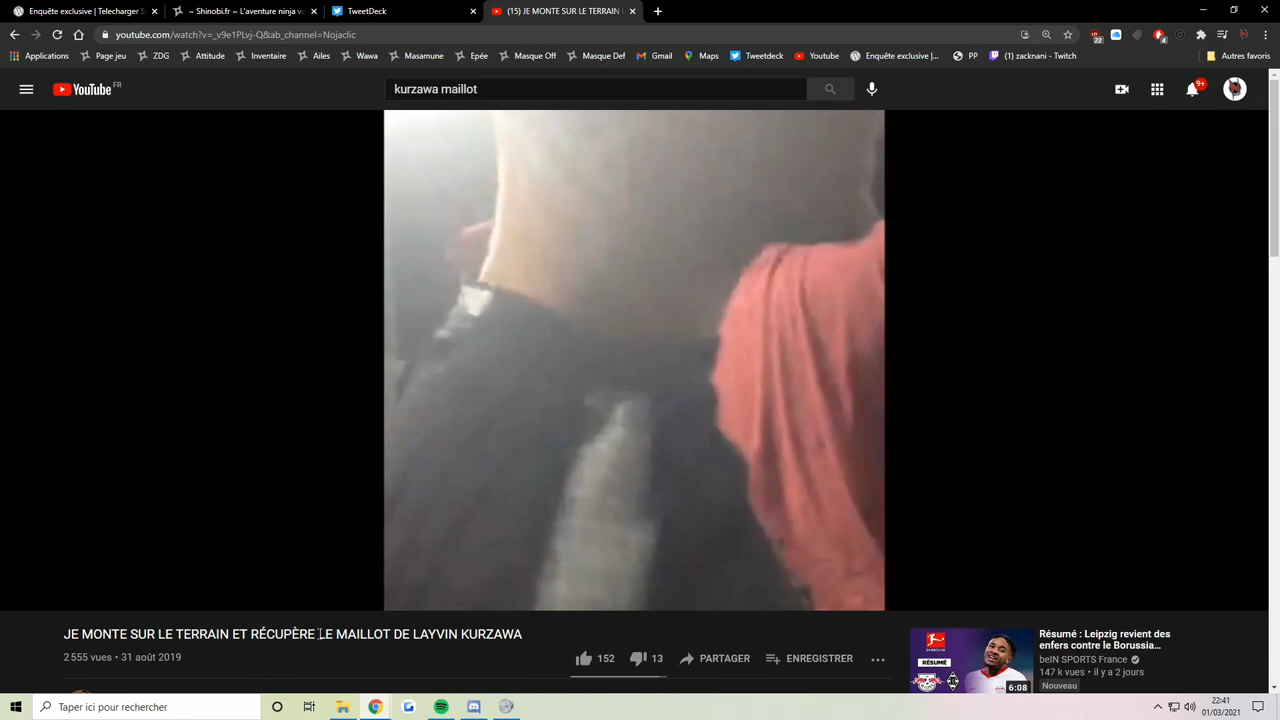 Enquête exclusive | Telecharger S
~ Shinobi.fr ~ L'aventure ninja vo
TweetDeck
(15) JE MONTE SUR LE TERRAIN E
youtube.com/watch?v=_v9e1PLvj-Q&ab_channel=Nojaclic
22
4
Applications
Page jeu
ZDG
Attitude
Inventaire
Ailes
Wawa
Masamune
Epée
Masque Off
Masque Def
Gmail
Maps
Tweetdeck
Youtube
Enquête exclusive |...
PP
(1) zacknani - Twitch
Autres favoris
YouTube FR
kurzawa maillot
9+
JE MONTE SUR LE TERRAIN ET RÉCUPÈRE LE MAILLOT DE LAYVIN KURZAWA
2 555 vues • 31 août 2019
152
13
PARTAGER
ENREGISTRER
RÉSUMÉ
6:08
Résumé : Leipzig revient des
enfers contre le Borussia...
beIN SPORTS France
147 k vues • il y a 2 jours
Nouveau
Taper ici pour rechercher
22:41
01/03/2021